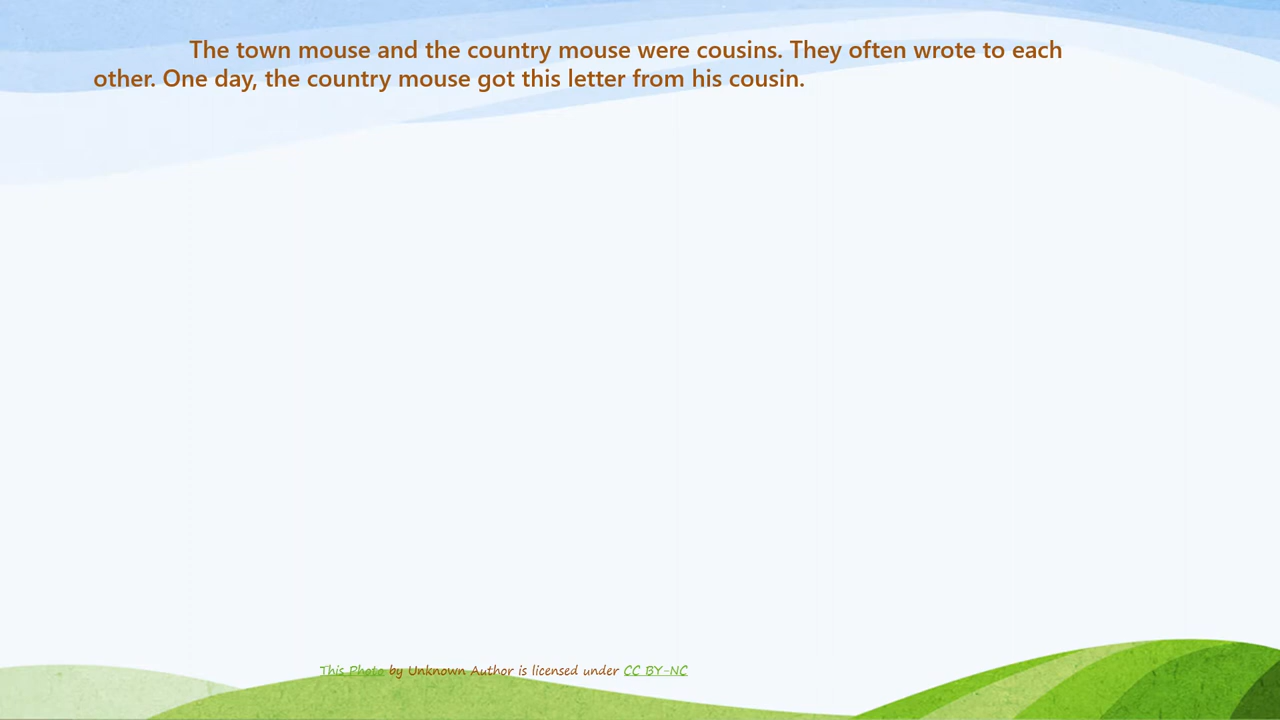 The town mouse and the country mouse were cousins. They often wrote to each
other. One day, the country mouse got this letter from his cousin.
This Photo by Unknown Author is licensed under CC BY-NC